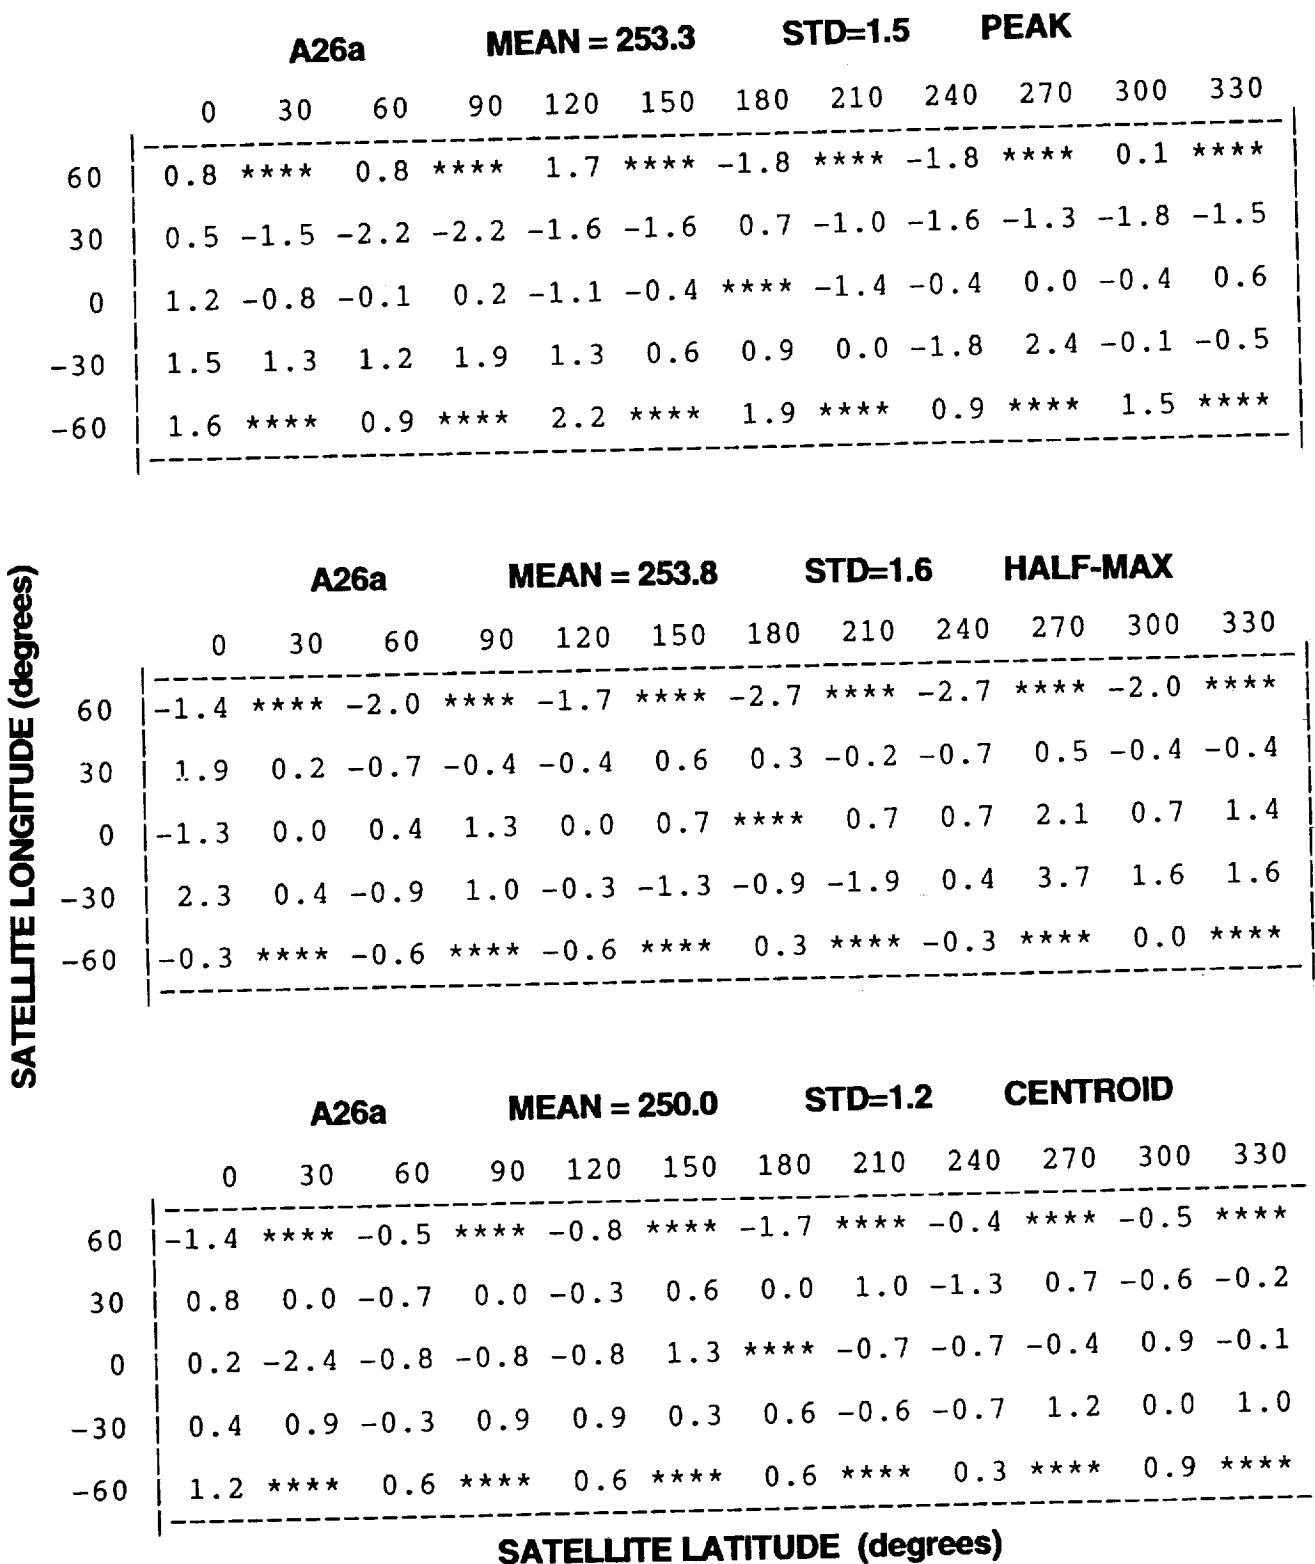 A26a MEAN = 253.3 STD=1.5 PEAK
0 30 60 90 120 150 180 210 240 270 300 330
60 0.8 **** 0.8 **** 1.7 **** -1.8 **** -1.8 **** 0.1 ****
30 0.5 -1.5 -2.2 -2.2 -1.6 -1.6 0.7 -1.0 -1.6 -1.3 -1.8 -1.5
0 1.2 -0.8 -0.1 0.2 -1.1 -0.4 **** -1.4 -0.4 0.0 -0.4 0.6
-30 1.5 1.3 1.2 1.9 1.3 0.6 0.9 0.0 -1.8 2.4 -0.1 -0.5
-60 1.6 **** 0.9 **** 2.2 **** 1.9 **** 0.9 **** 1.5 ****
SATELLITE LONGITUDE (degrees)
A26a MEAN = 253.8 STD=1.6 HALF-MAX
0 30 60 90 120 150 180 210 240 270 300 330
60 -1.4 **** -2.0 **** -1.7 **** -2.7 **** -2.7 **** -2.0 ****
30 1.9 0.2 -0.7 -0.4 -0.4 0.6 0.3 -0.2 -0.7 0.5 -0.4 -0.4
0 -1.3 0.0 0.4 1.3 0.0 0.7 **** 0.7 0.7 2.1 0.7 1.4
-30 2.3 0.4 -0.9 1.0 -0.3 -1.3 -0.9 -1.9 0.4 3.7 1.6 1.6
-60 -0.3 **** -0.6 **** -0.6 **** 0.3 **** -0.3 **** 0.0 ****
A26a MEAN = 250.0 STD=1.2 CENTROID
0 30 60 90 120 150 180 210 240 270 300 330
60 -1.4 **** -0.5 **** -0.8 **** -1.7 **** -0.4 **** -0.5 ****
30 0.8 0.0 -0.7 0.0 -0.3 0.6 0.0 1.0 -1.3 0.7 -0.6 -0.2
0 0.2 -2.4 -0.8 -0.8 -0.8 1.3 **** -0.7 -0.7 -0.4 0.9 -0.1
-30 0.4 0.9 -0.3 0.9 0.9 0.3 0.6 -0.6 -0.7 1.2 0.0 1.0
-60 1.2 **** 0.6 **** 0.6 **** 0.6 **** 0.3 **** 0.9 ****
SATELLITE LATITUDE (degrees)